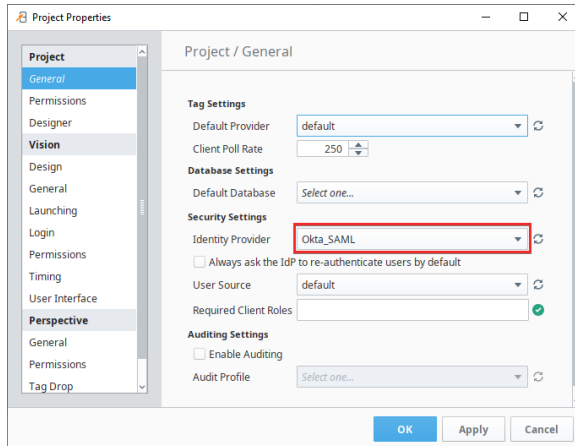 Project Properties
Project
General
Permissions
Designer
Vision
Design
General
Launching
Login
Permissions
Timing
User Interface
Perspective
General
Permissions
Tag Drop
Project / General
Tag Settings
Default Provider default
Client Poll Rate 250
Database Settings
Default Database Select one...
Security Settings
Identity Provider Okta_SAML
Always ask the IdP to re-authenticate users by default
User Source default
Required Client Roles
Auditing Settings
Enable Auditing
Audit Profile Select one...
OK Apply Cancel